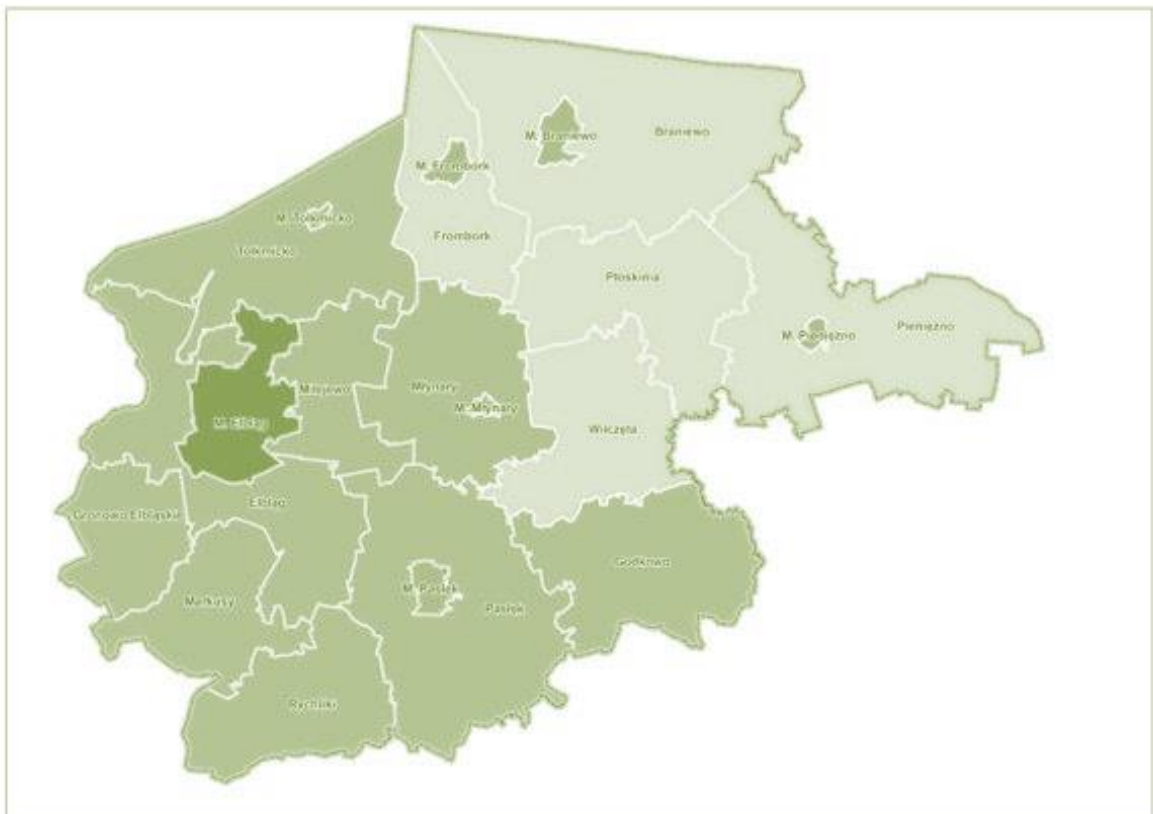 M. Braniewo
Braniewo
M. Frombork
M. Tolkmicko
Frombork
Tolkmicko
Płoskinia
Pieniężno
M. Pieniężno
Milejewo
Młynary
M. Młynary
M. Elbląg
Wilczęta
Elbląg
Gronowo Elbląskie
Godkowo
M. Pasłęk
Markusy
Pasłęk
Rychliki